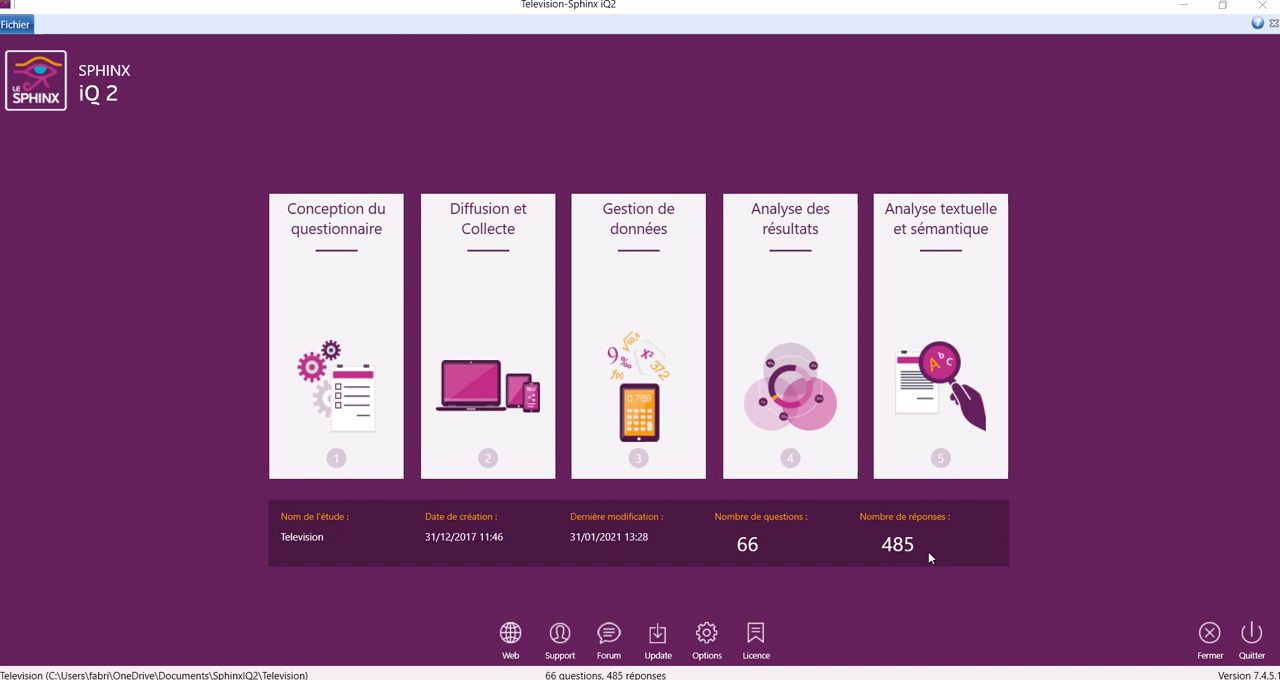 Television-Sphinx iQ2
Fichier
LE
SPHINX
SPHINX
iQ 2
Conception du
questionnaire
1
Diffusion et
Collecte
2
Gestion de
données
3
Analyse des
résultats
4
Analyse textuelle
et sémantique
A b C
5
Nom de l'étude :
Television
Date de création :
31/12/2017 11:46
Dernière modification :
31/01/2021 13:28
Nombre de questions :
66
Nombre de réponses :
485
Web
Support
Forum
Update
Options
Licence
Fermer
Quitter
Television (C:\Users\fabri\OneDrive\Documents\SphinxIQ2\Television)
66 questions, 485 réponses
Version 7.4.5.1